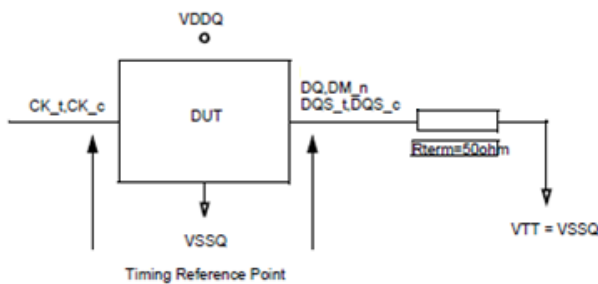 VDDQ
CK_t,CK_c
DUT
DQ,DM_n
DQS_t,DQS_c
Rterm=50ohm
VSSQ
VTT = VSSQ
Timing Reference Point